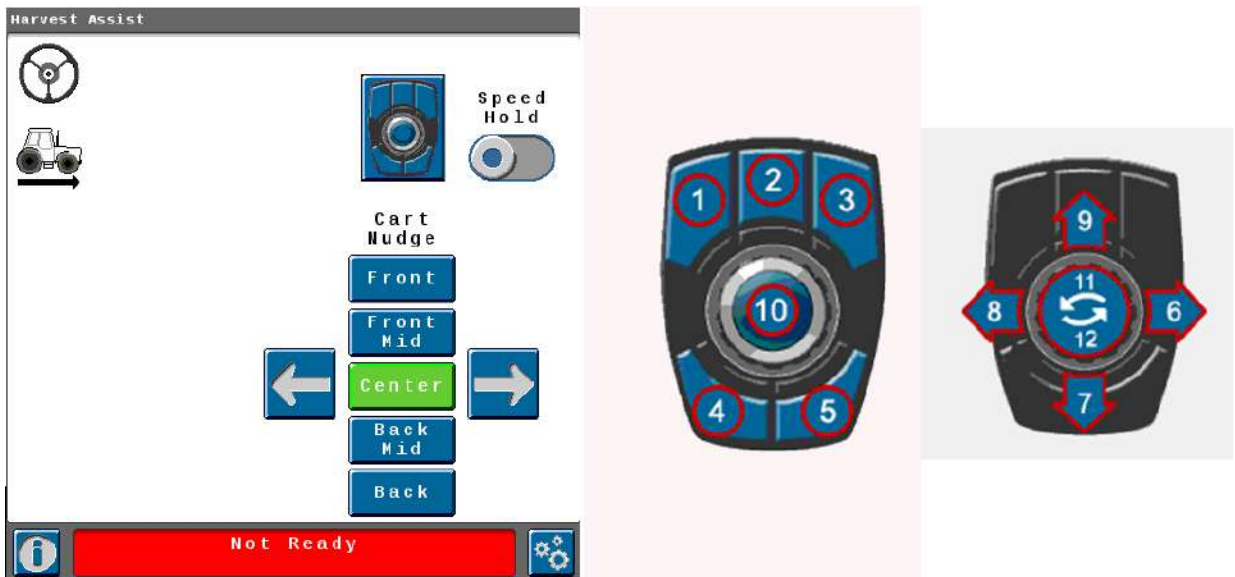 Harvest Assist
Speed
Hold
Cart
Nudge
Front
Front
Mid
Center
Back
Mid
Back
Not Ready
1
2
3
10
4
5
9
8
11
12
6
7